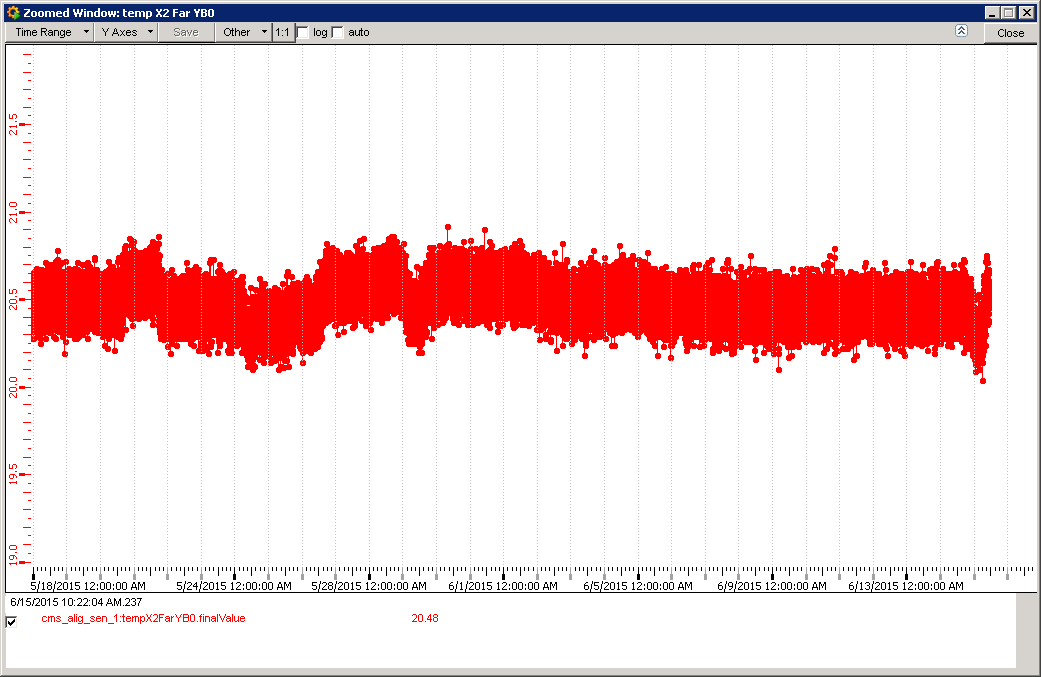 Zoomed Window: temp X2 Far YB0
Time Range Y Axes Save Other 1:1 log auto Close
21.5
21.0
20.5
20.0
19.5
19.0
5/18/2015 12:00:00 AM 5/24/2015 12:00:00 AM 5/28/2015 12:00:00 AM 6/1/2015 12:00:00 AM 6/5/2015 12:00:00 AM 6/9/2015 12:00:00 AM 6/13/2015 12:00:00 AM
6/15/2015 10:22:04 AM.237
cms_alig_sen_1:tempX2FarYB0.finalValue 20.48